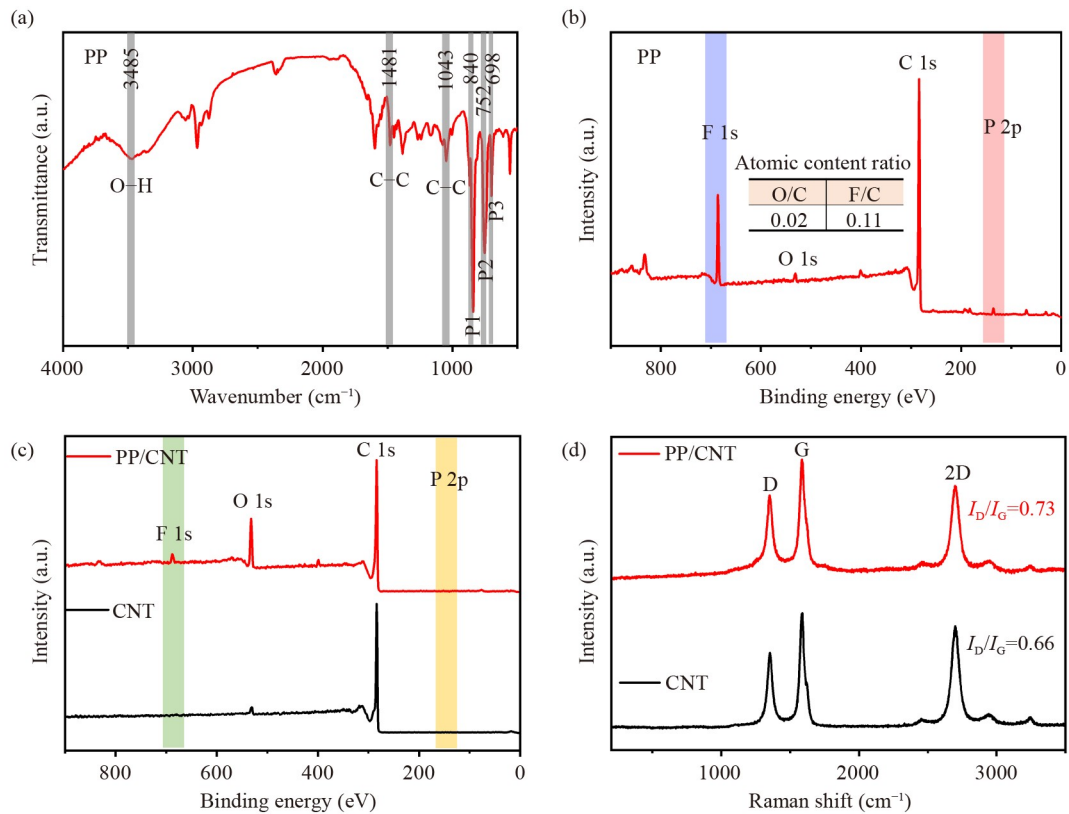 (a)
PP
3485
1481
1043
840
752
698
O−H
C−C
C−C
P1
P2
P3
Transmittance (a.u.)
4000
3000
2000
1000
Wavenumber (cm⁻¹)
(b)
PP
C 1s
F 1s
P 2p
Atomic content ratio
O/C F/C
0.02 0.11
O 1s
Intensity (a.u.)
800
600
400
200
0
Binding energy (eV)
(c)
PP/CNT
C 1s
P 2p
O 1s
F 1s
CNT
Intensity (a.u.)
800
600
400
200
0
Binding energy (eV)
(d)
PP/CNT
G
D
2D
I_D/I_G=0.73
I_D/I_G=0.66
CNT
Intensity (a.u.)
1000
2000
3000
Raman shift (cm⁻¹)